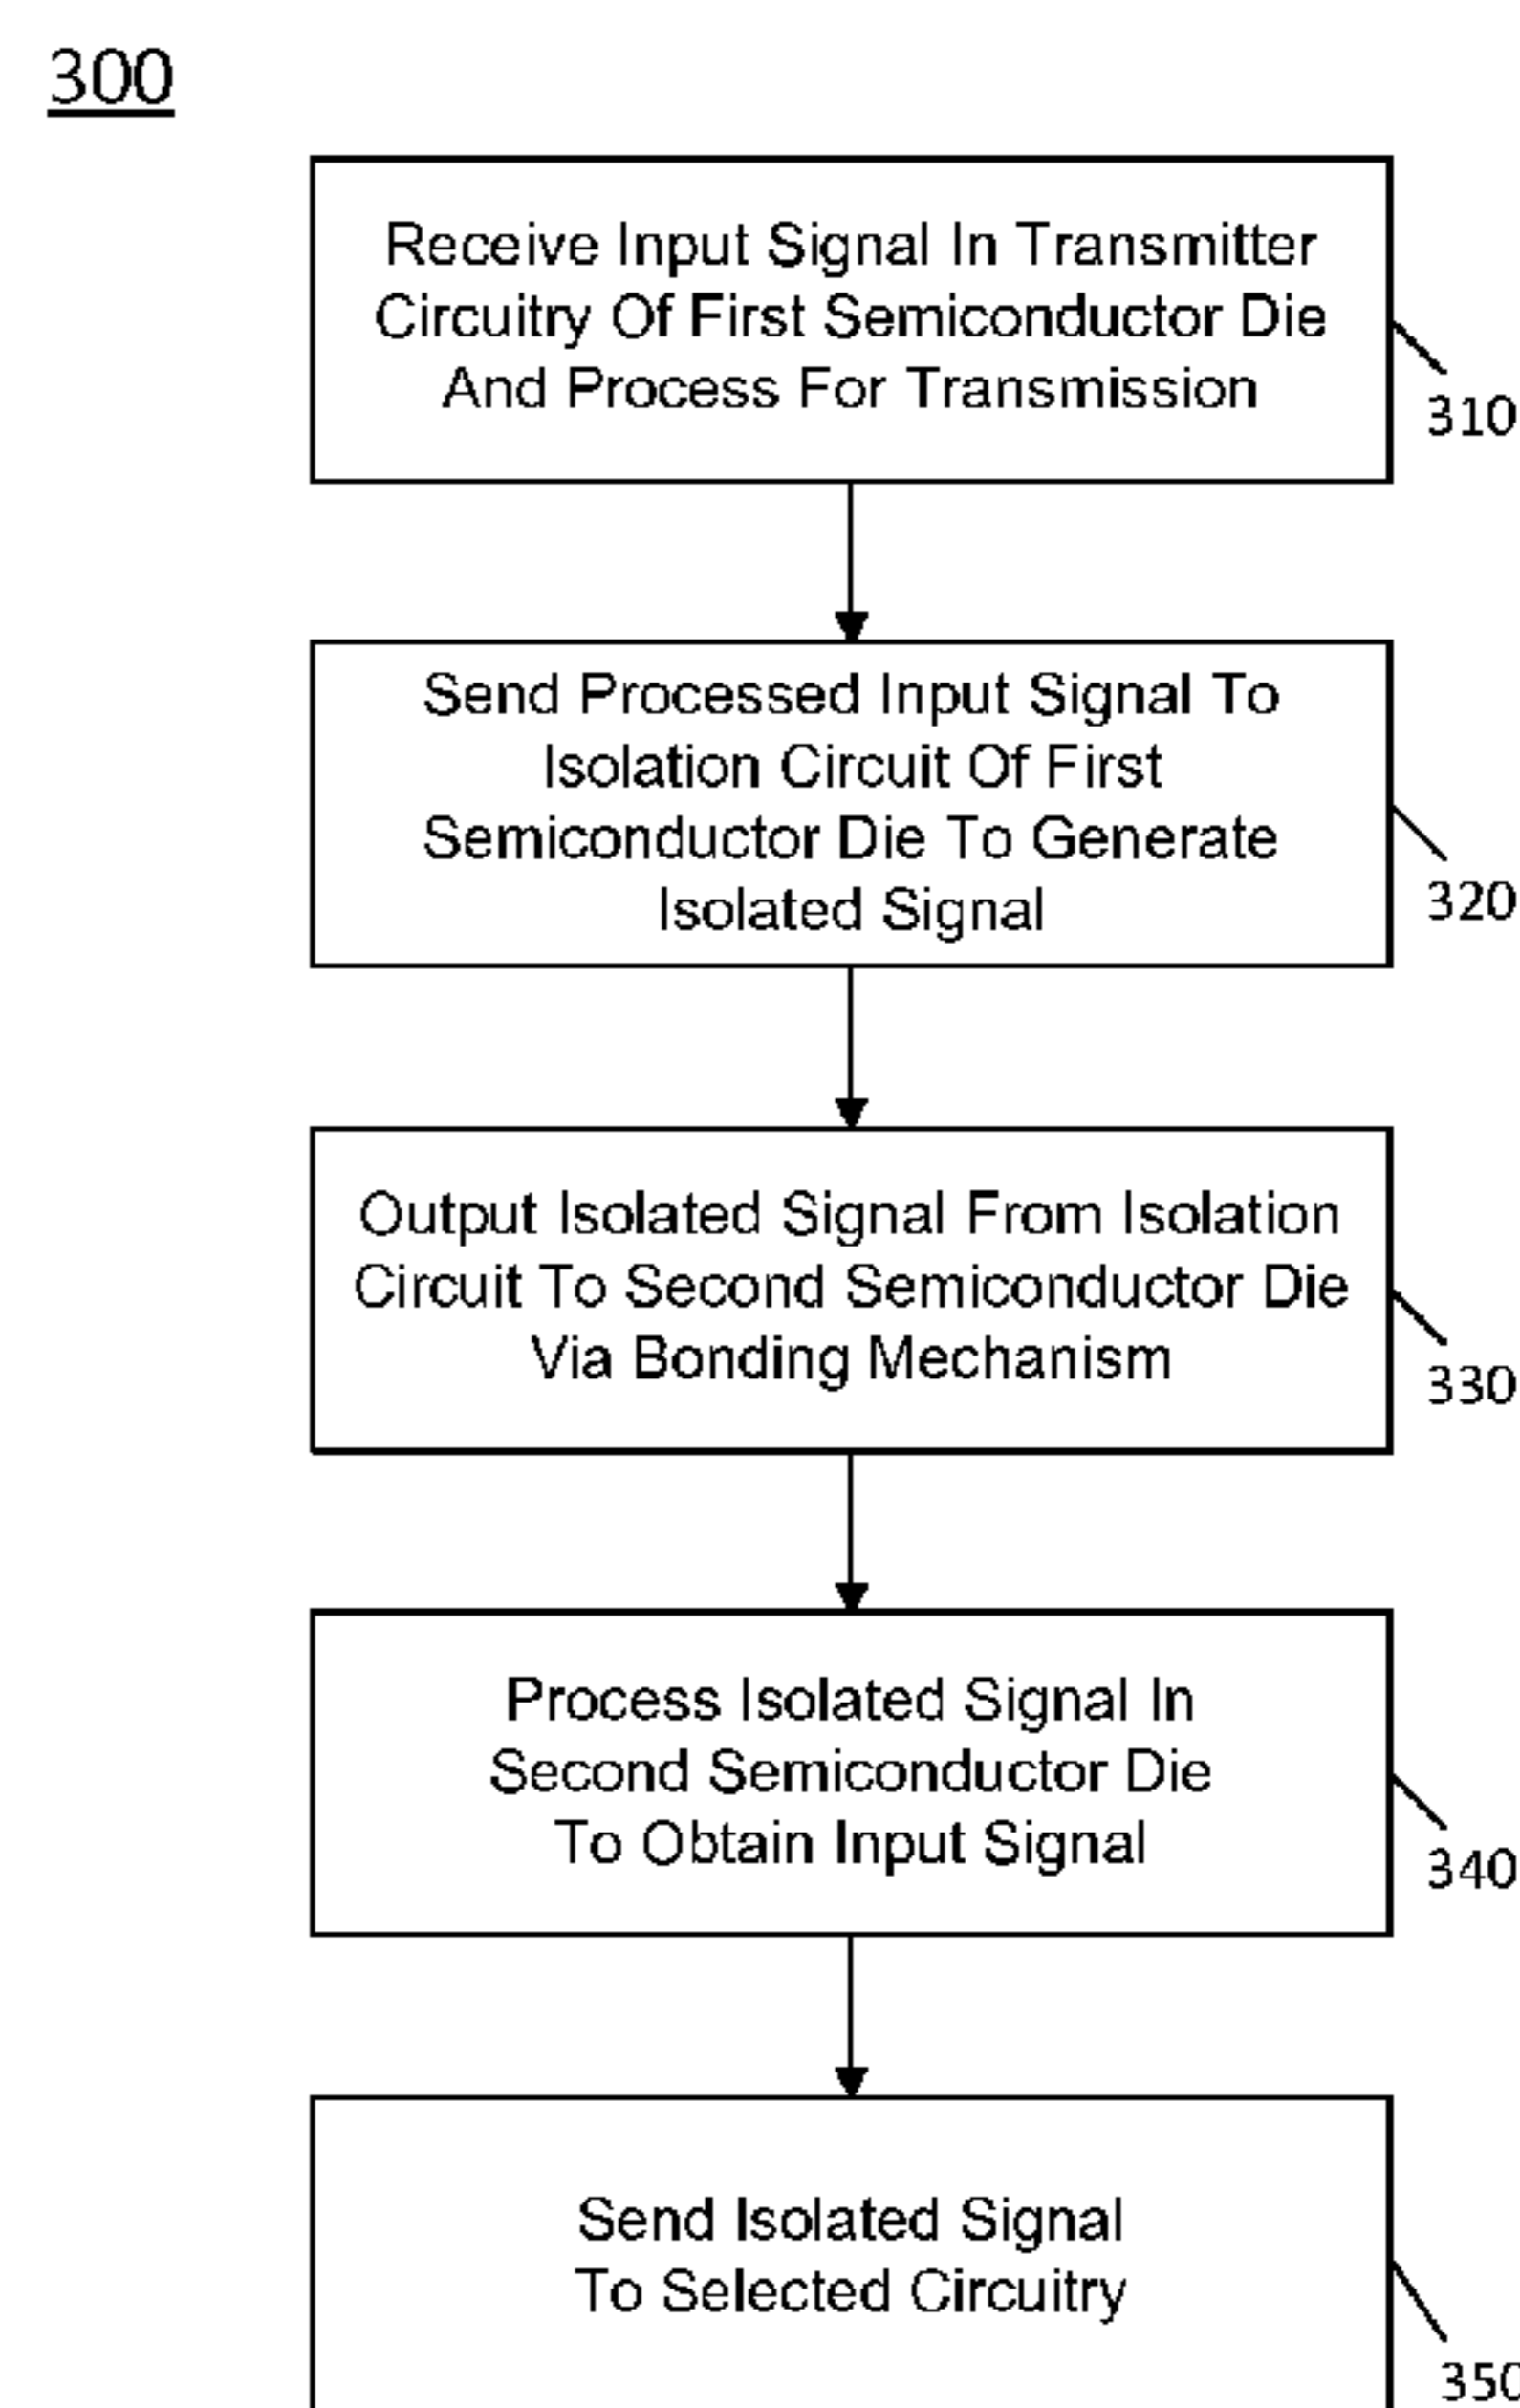 300
Receive Input Signal In Transmitter
Circuitry Of First Semiconductor Die
And Process For Transmission
310
Send Processed Input Signal To
Isolation Circuit Of First
Semiconductor Die To Generate
Isolated Signal
320
Output Isolated Signal From Isolation
Circuit To Second Semiconductor Die
Via Bonding Mechanism
330
Process Isolated Signal In
Second Semiconductor Die
To Obtain Input Signal
340
Send Isolated Signal
To Selected Circuitry
350